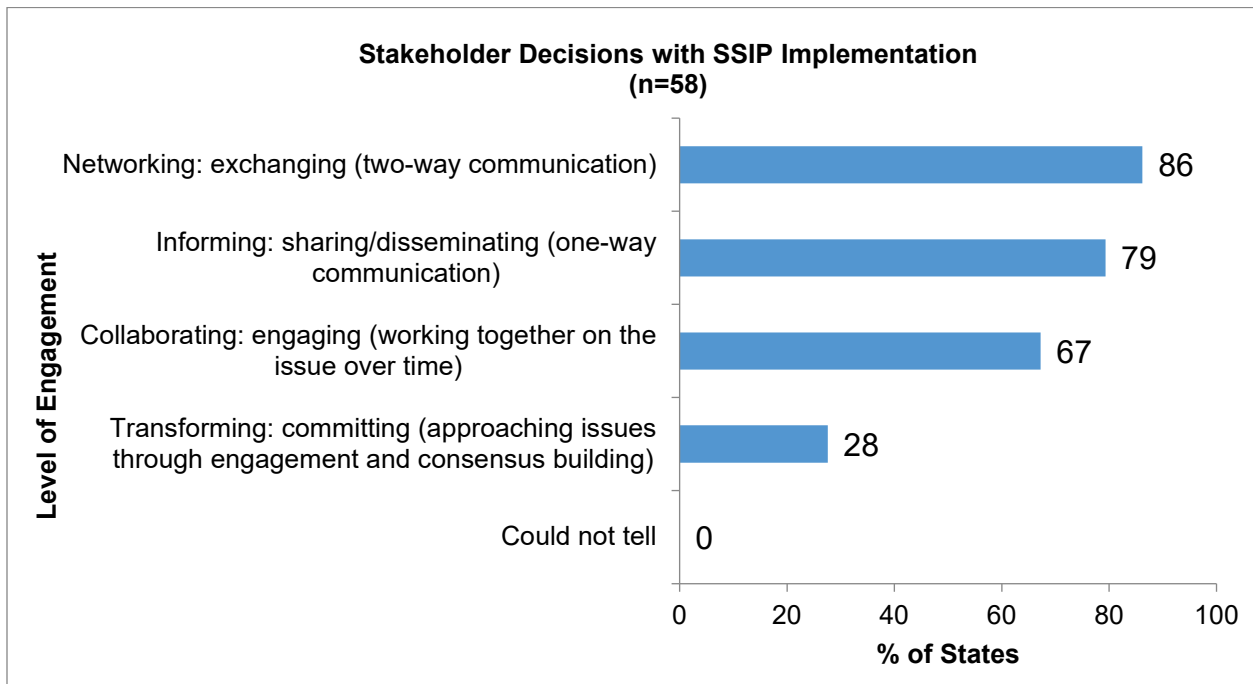 Stakeholder Decisions with SSIP Implementation
(n=58)
Level of Engagement
Networking: exchanging (two-way communication)
86
Informing: sharing/disseminating (one-way
communication)
79
Collaborating: engaging (working together on the
issue over time)
67
Transforming: committing (approaching issues
through engagement and consensus building)
28
Could not tell
0
0 20 40 60 80 100
% of States